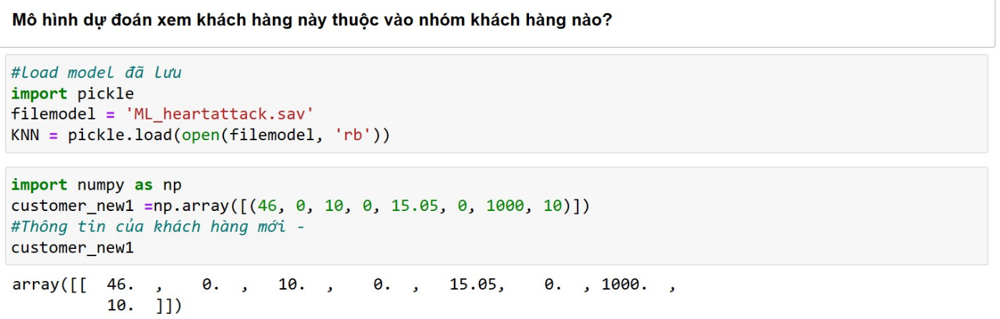 Mô hình dự đoán xem khách hàng này thuộc vào nhóm khách hàng nào?
#load model đã lưu
import pickle
filemodel = 'ML_heartattack.sav'
KNN = pickle.load(open(filemodel, 'rb'))
import numpy as np
customer_new1 =np.array([(46, 0, 10, 0, 15.05, 0, 1000, 10)])
#Thông tin của khách hàng mới -
customer_new1
array([[  46.  ,    0.  ,   10.  ,    0.  ,   15.05,    0.  , 1000.  ,
          10.  ]])